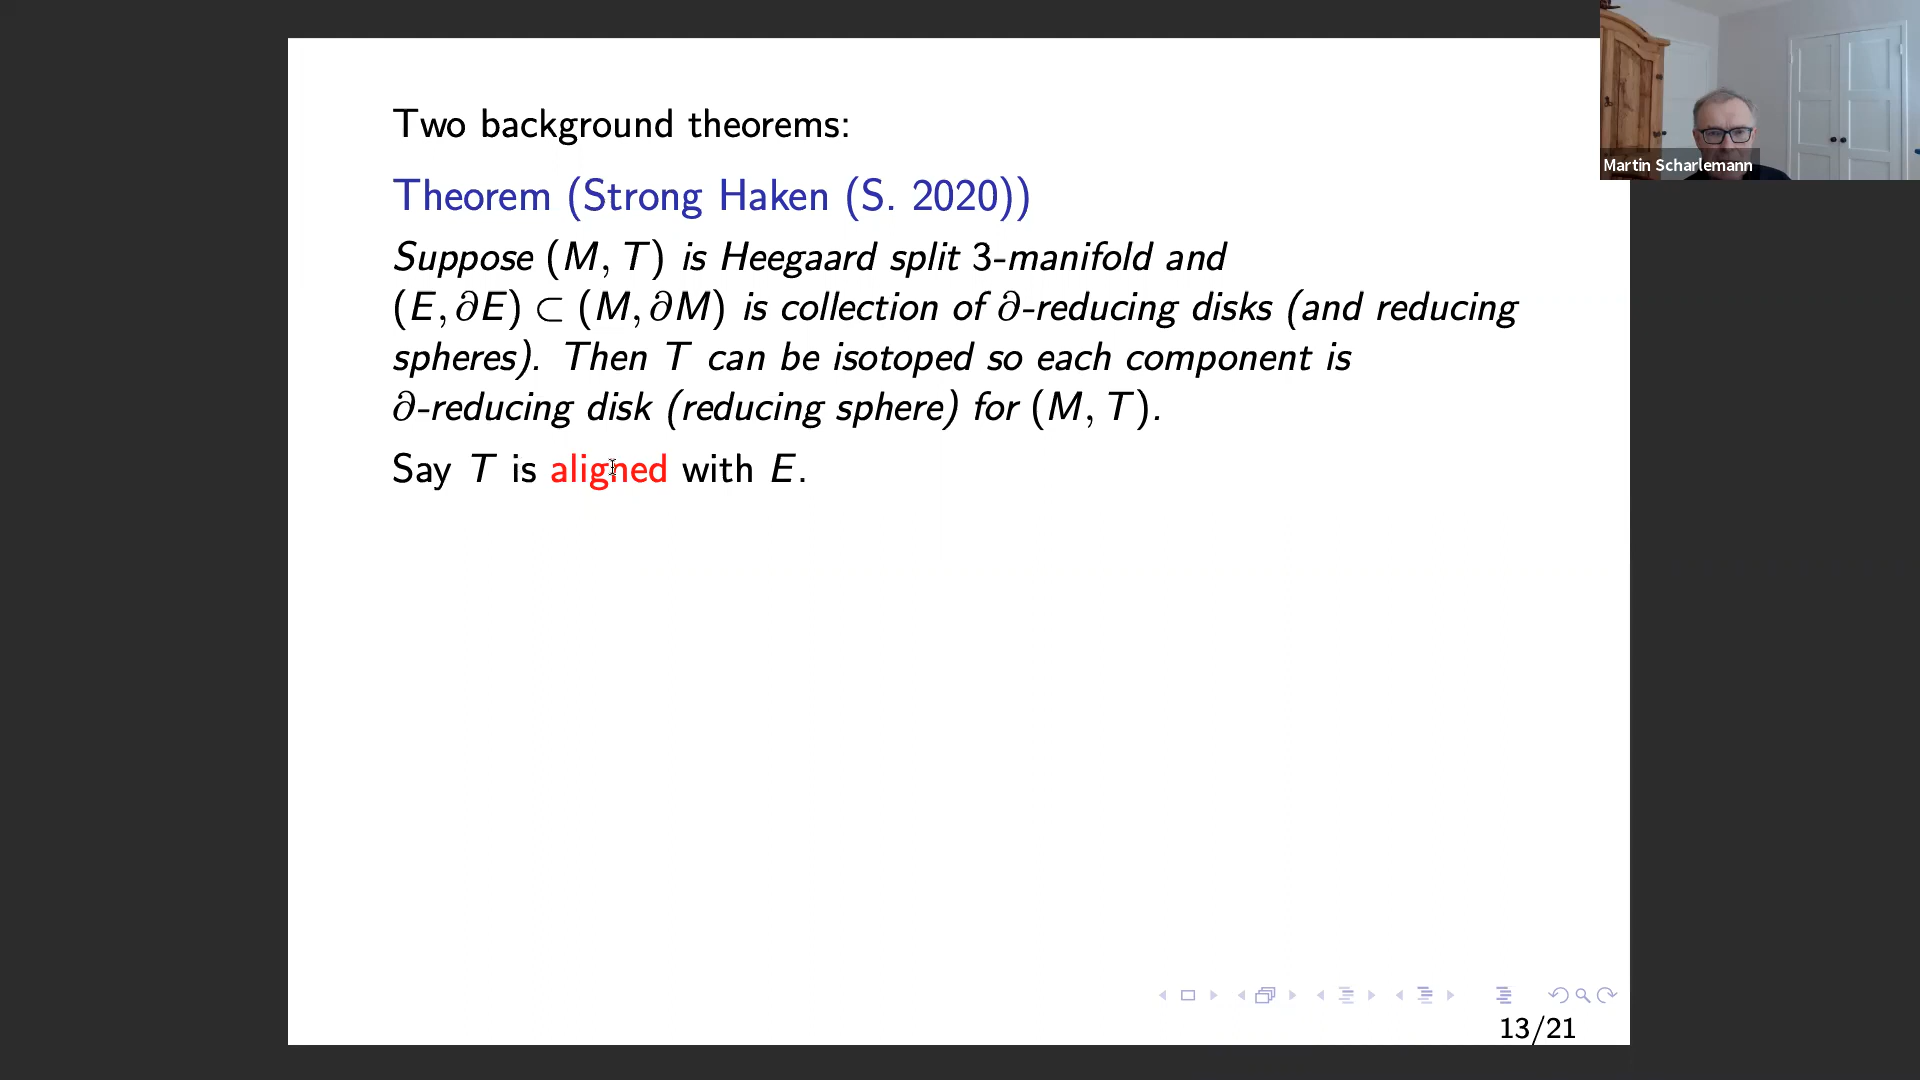 Two background theorems:
Theorem (Strong Haken (S. 2020))
Suppose (M, T) is Heegaard split 3-manifold and
(E, ∂E) ⊂ (M, ∂M) is collection of ∂-reducing disks (and reducing
spheres). Then T can be isotoped so each component is
∂-reducing disk (reducing sphere) for (M, T).
Say T is aligned with E.
13/21
Martin Scharlemann